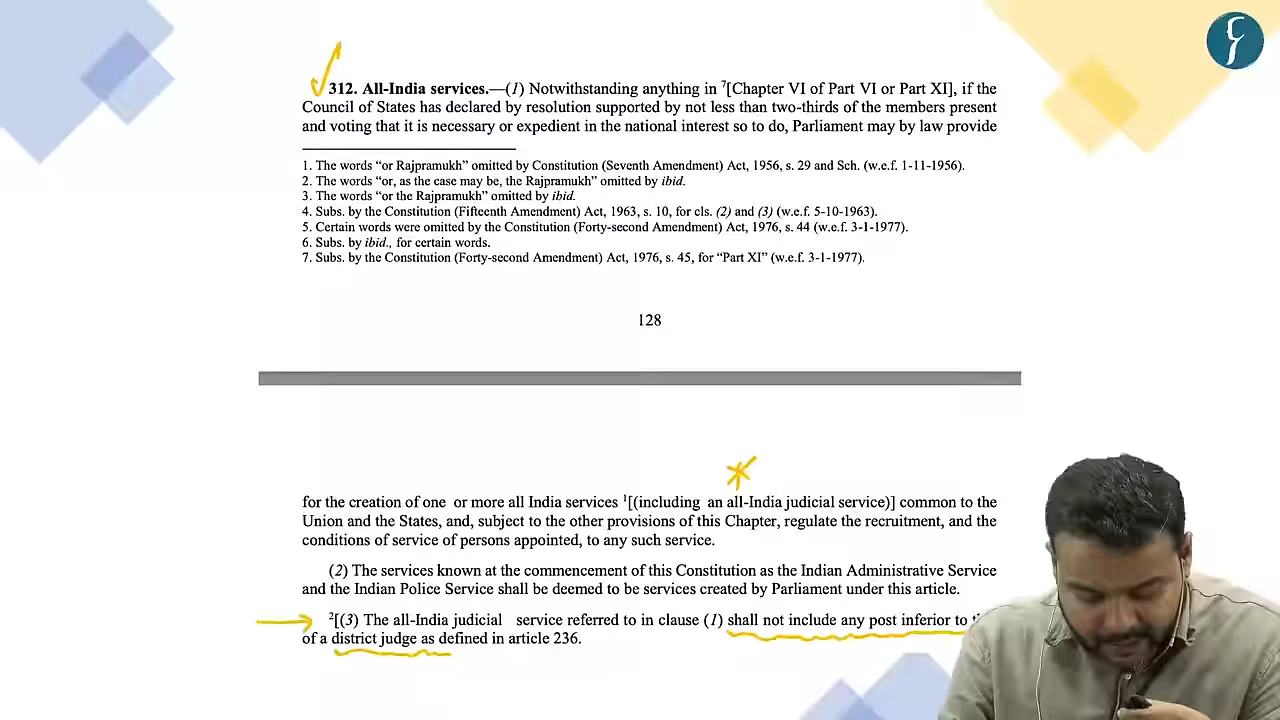 312. All-India services.—(1) Notwithstanding anything in ⁷[Chapter VI of Part VI or Part XI], if the
Council of States has declared by resolution supported by not less than two-thirds of the members present
and voting that it is necessary or expedient in the national interest so to do, Parliament may by law provide
1. The words “or Rajpramukh” omitted by Constitution (Seventh Amendment) Act, 1956, s. 29 and Sch. (w.e.f. 1-11-1956).
2. The words “or, as the case may be, the Rajpramukh” omitted by ibid.
3. The words “or the Rajpramukh” omitted by ibid.
4. Subs. by the Constitution (Fifteenth Amendment) Act, 1963, s. 10, for cls. (2) and (3) (w.e.f. 5-10-1963).
5. Certain words were omitted by the Constitution (Forty-second Amendment) Act, 1976, s. 44 (w.e.f. 3-1-1977).
6. Subs. by ibid., for certain words.
7. Subs. by the Constitution (Forty-second Amendment) Act, 1976, s. 45, for “Part XI” (w.e.f. 3-1-1977).
128
for the creation of one or more all India services ¹[(including an all-India judicial service)] common to the
Union and the States, and, subject to the other provisions of this Chapter, regulate the recruitment, and the
conditions of service of persons appointed, to any such service.
(2) The services known at the commencement of this Constitution as the Indian Administrative Service
and the Indian Police Service shall be deemed to be services created by Parliament under this article.
²[(3) The all-India judicial service referred to in clause (1) shall not include any post inferior to
of a district judge as defined in article 236.